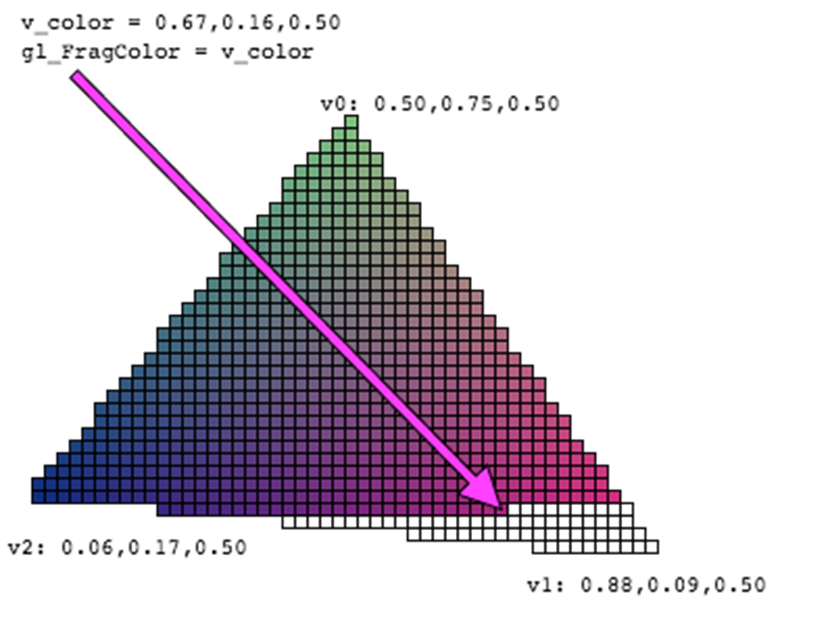 v_color = 0.67,0.16,0.50
gl_FragColor = v_color
v0: 0.50,0.75,0.50
v2: 0.06,0.17,0.50
v1: 0.88,0.09,0.50